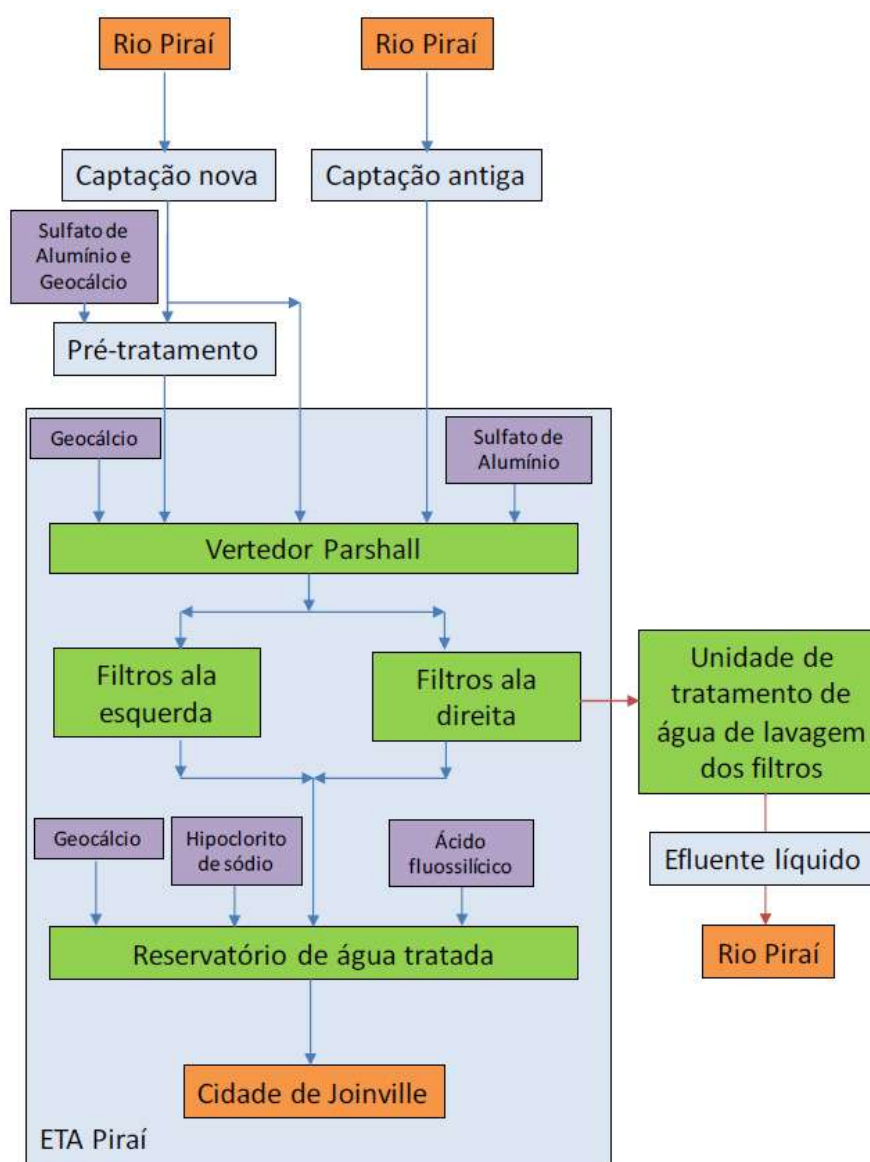 Rio Piraí
Rio Piraí
Captação nova
Captação antiga
Sulfato de
Alumínio e
Geocálcio
Pré-tratamento
Geocálcio
Sulfato de
Alumínio
Vertedor Parshall
Filtros ala
esquerda
Filtros ala
direita
Unidade de
tratamento de
água de lavagem
dos filtros
Geocálcio
Hipoclorito
de sódio
Ácido
fluossilícico
Efluente líquido
Reservatório de água tratada
Rio Piraí
Cidade de Joinville
ETA Piraí